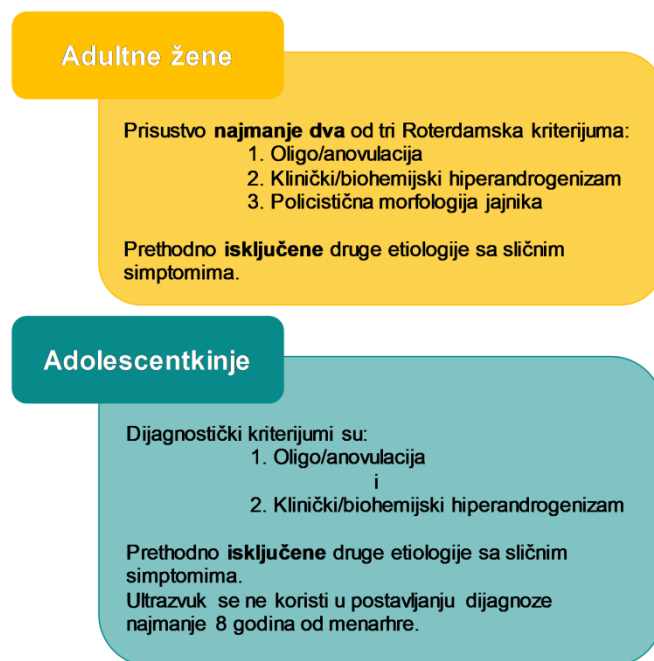 Adultne žene
Prisustvo najmanje dva od tri Roterdamska kriterijuma:
1. Oligo/anovulacija
2. Klinički/biohemijski hiperandrogenizam
3. Policistična morfologija jajnika
Prethodno isključene druge etiologije sa sličnim
simptomima.
Adolescentkinje
Dijagnostički kriterijumi su:
1. Oligo/anovulacija
i
2. Klinički/biohemijski hiperandrogenizam
Prethodno isključene druge etiologije sa sličnim
simptomima.
Ultrazvuk se ne koristi u postavljanju dijagnoze
najmanje 8 godina od menarhre.